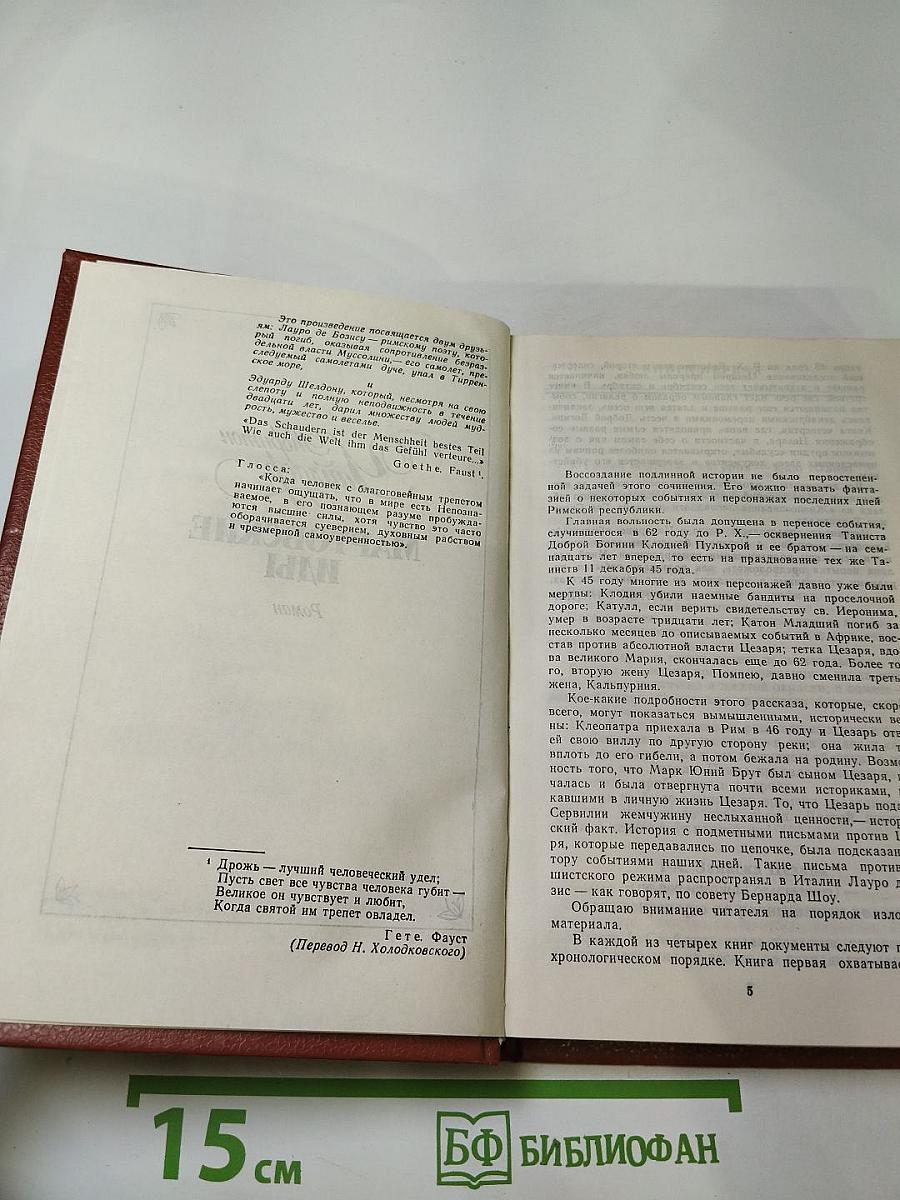 Это произведение посвящается двум друзь-
ям: Лауро де Бозису — римскому поэту, кото-
рый погиб, оказывая сопротивление безраз-
дельной власти Муссолини,— его самолет, пре-
следуемый самолетами дуче, упал в Тиррен-
ское море,
и
Эдуарду Шелдону, который, несмотря на свою
слепоту и полную неподвижность в течение
двадцати лет, дарил множеству людей муд-
рость, мужество и веселье.
«Das Schaudern ist der Menschheit bestes Teil
Wie auch die Welt ihm das Gefühl verteure...»
Goethe. Faust¹.
Глосса:
«Когда человек с благоговейным трепетом
начинает ощущать, что в мире есть Непозна-
ваемое, в его познающем разуме пробужда-
ются высшие силы, хотя чувство это часто
оборачивается суеверием, духовным рабством
и чрезмерной самоуверенностью».
МАРТОВСКИЕ
ИДЫ
Роман
¹ Дрожь — лучший человеческий удел;
Пусть свет все чувства человека губит —
Великое он чувствует и любит,
Когда святой им трепет овладел.
Гете. Фауст
(Перевод Н. Холодковского)
Воссоздание подлинной истории не было первостепен-
ной задачей этого сочинения. Его можно назвать фанта-
зией о некоторых событиях и персонажах последних дней
Римской республики.
Главная вольность была допущена в переносе события,
случившегося в 62 году до Р. Х.,— осквернения Таинств
Доброй Богини Клодией Пульхрой и ее братом — на сем-
надцать лет вперед, то есть на празднование тех же Та-
инств 11 декабря 45 года.
К 45 году многие из моих персонажей давно уже были
мертвы: Клодия убили наемные бандиты на проселочной
дороге; Катулл, если верить свидетельству св. Иеронима,
умер в возрасте тридцати лет; Катон Младший погиб за
несколько месяцев до описываемых событий в Африке, вос-
став против абсолютной власти Цезаря; тетка Цезаря, вдо-
ва великого Мария, скончалась еще до 62 года. Более то-
го, вторую жену Цезаря, Помпею, давно сменила треть
жена, Кальпурния.
Кое-какие подробности этого рассказа, которые, скоре
всего, могут показаться вымышленными, исторически ве
ны: Клеопатра приехала в Рим в 46 году и Цезарь отв
ей свою виллу по другую сторону реки; она жила т
вплоть до его гибели, а потом бежала на родину. Возмо
ность того, что Марк Юний Брут был сыном Цезаря,
чалась и была отвергнута почти всеми историками,
кавшими в личную жизнь Цезаря. То, что Цезарь пода
Сервилии жемчужину неслыханной ценности,— истор
ский факт. История с подметными письмами против Ц
ря, которые передавались по цепочке, была подсказан
тору событиями наших дней. Такие письма против
шистского режима распространял в Италии Лауро д
зис — как говорят, по совету Бернарда Шоу.
Обращаю внимание читателя на порядок изло
материала.
В каждой из четырех книг документы следуют п
хронологическом порядке. Книга первая охватывае
5
15 см
БФ БИБЛИОФАН